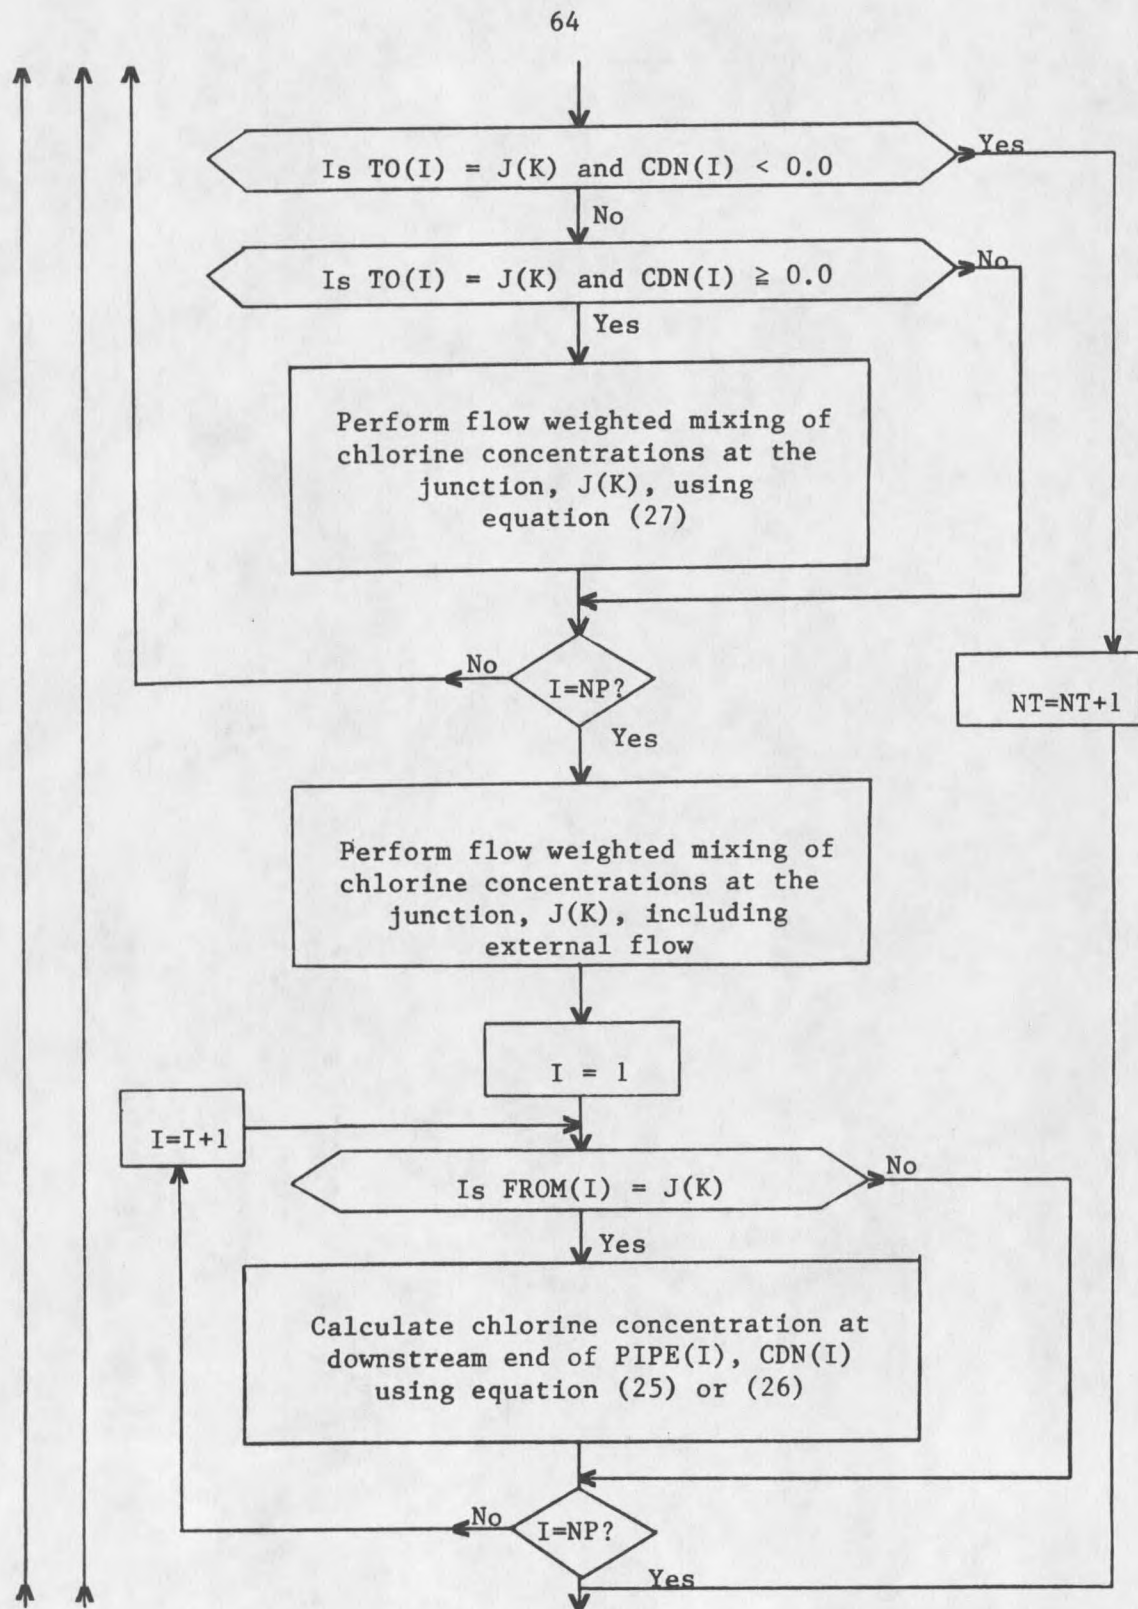 64
Is TO(I) = J(K) and CDN(I) < 0.0
Yes
No
Is TO(I) = J(K) and CDN(I) ≧ 0.0
No
Yes
Perform flow weighted mixing of
chlorine concentrations at the
junction, J(K), using
equation (27)
No
I=NP?
NT=NT+1
Yes
Perform flow weighted mixing of
chlorine concentrations at the
junction, J(K), including
external flow
I = 1
I=I+1
Is FROM(I) = J(K)
No
Yes
Calculate chlorine concentration at
downstream end of PIPE(I), CDN(I)
using equation (25) or (26)
No
I=NP?
Yes